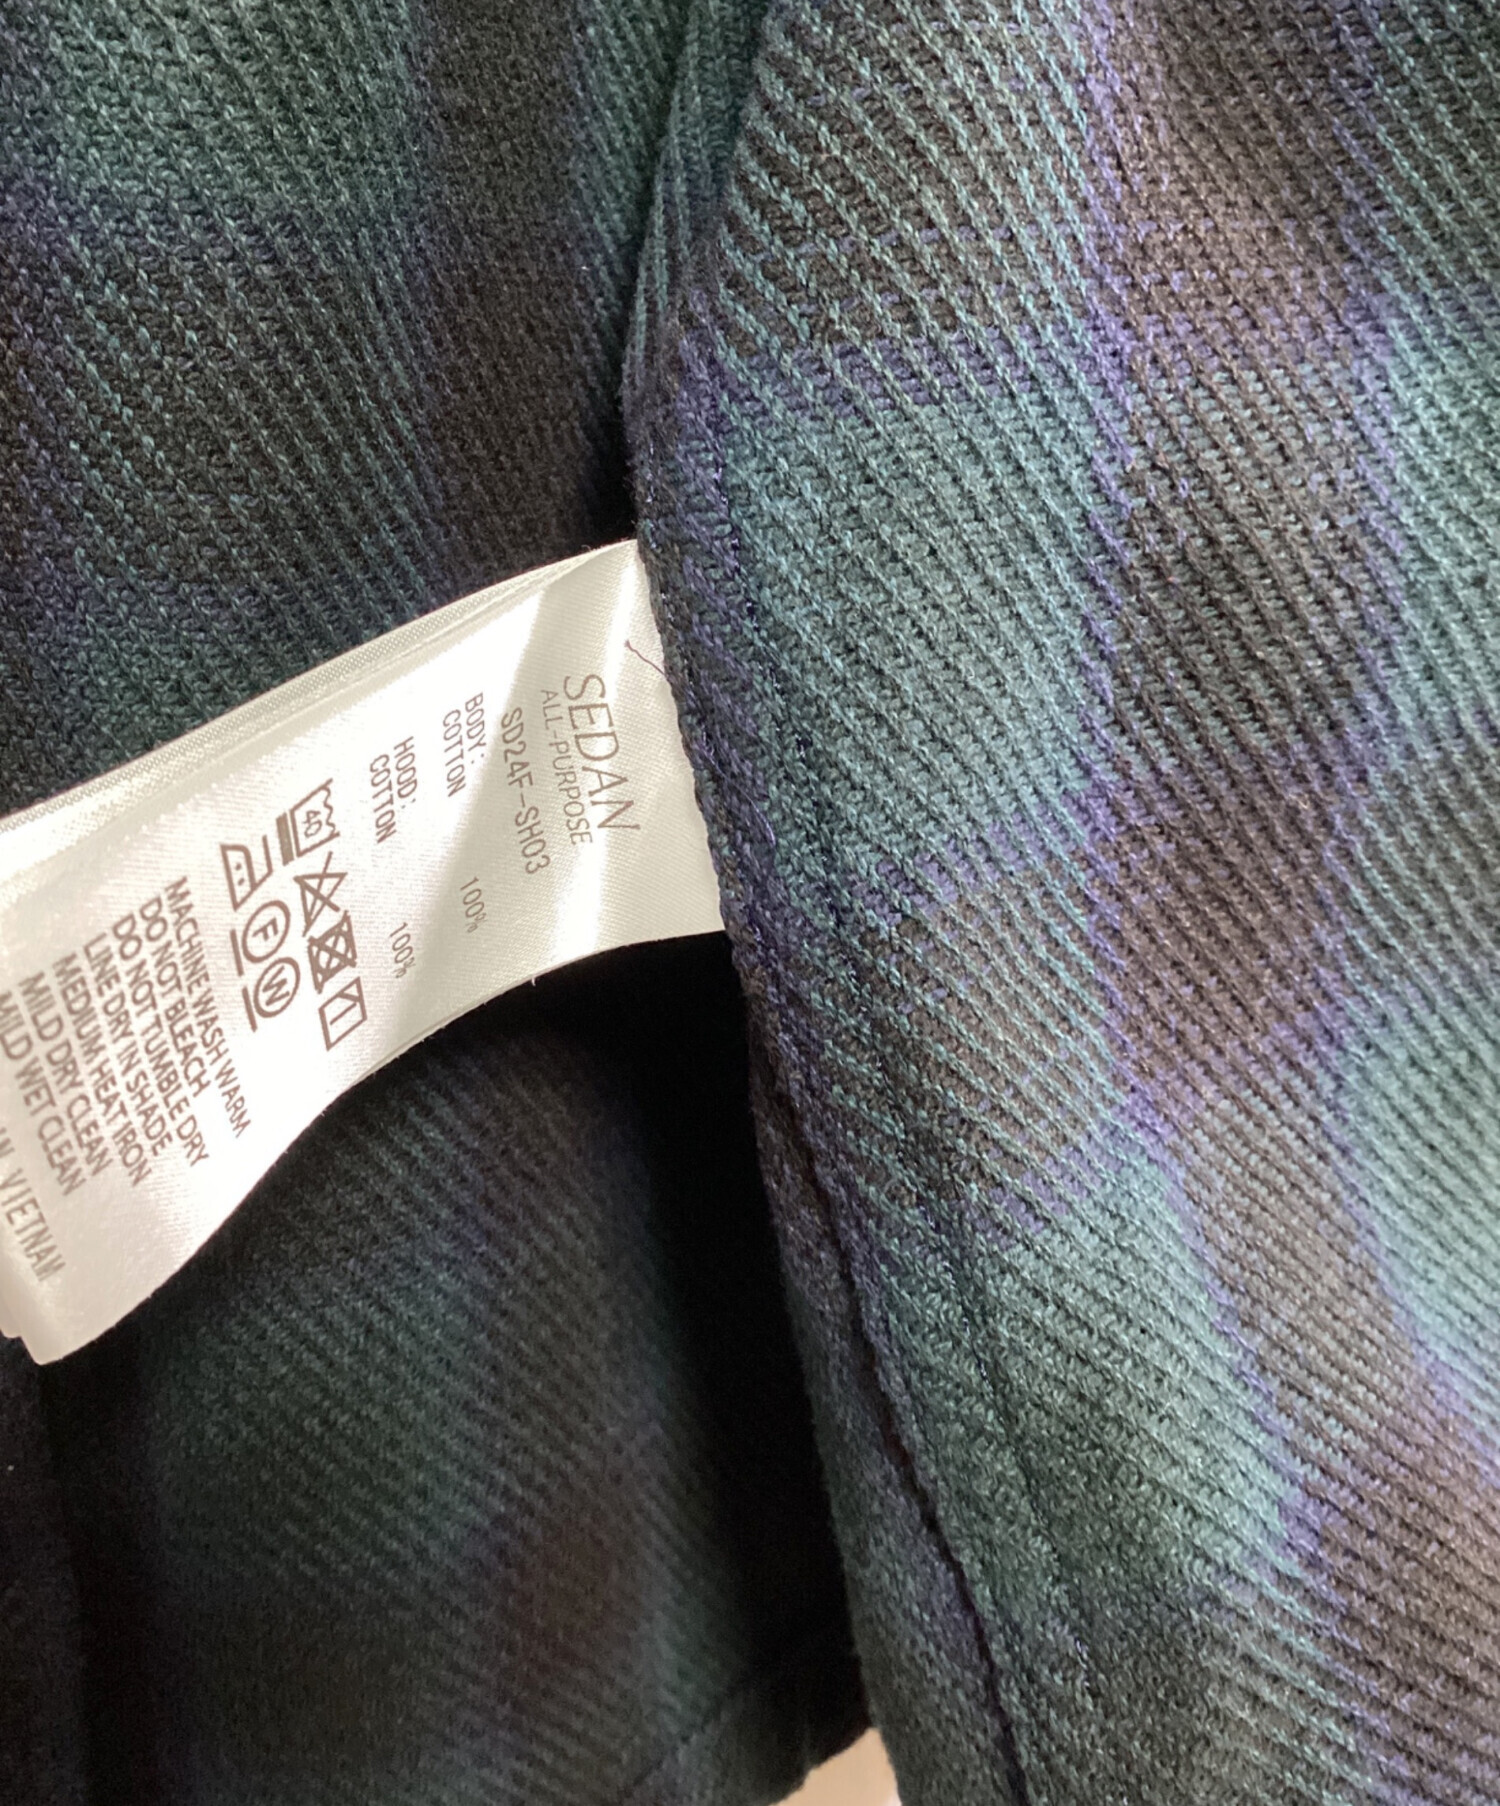 SEDAN
ALL-PURPOSE
SD24F-SH03
BODY:
COTTON 100%
HOOD:
COTTON 100%
40
F W
MACHINE WASH WARM
DO NOT BLEACH
DO NOT TUMBLE DRY
LINE DRY IN SHADE
MEDIUM HEAT IRON
MILD DRY CLEAN
MILD WET CLEAN
VIETNAM